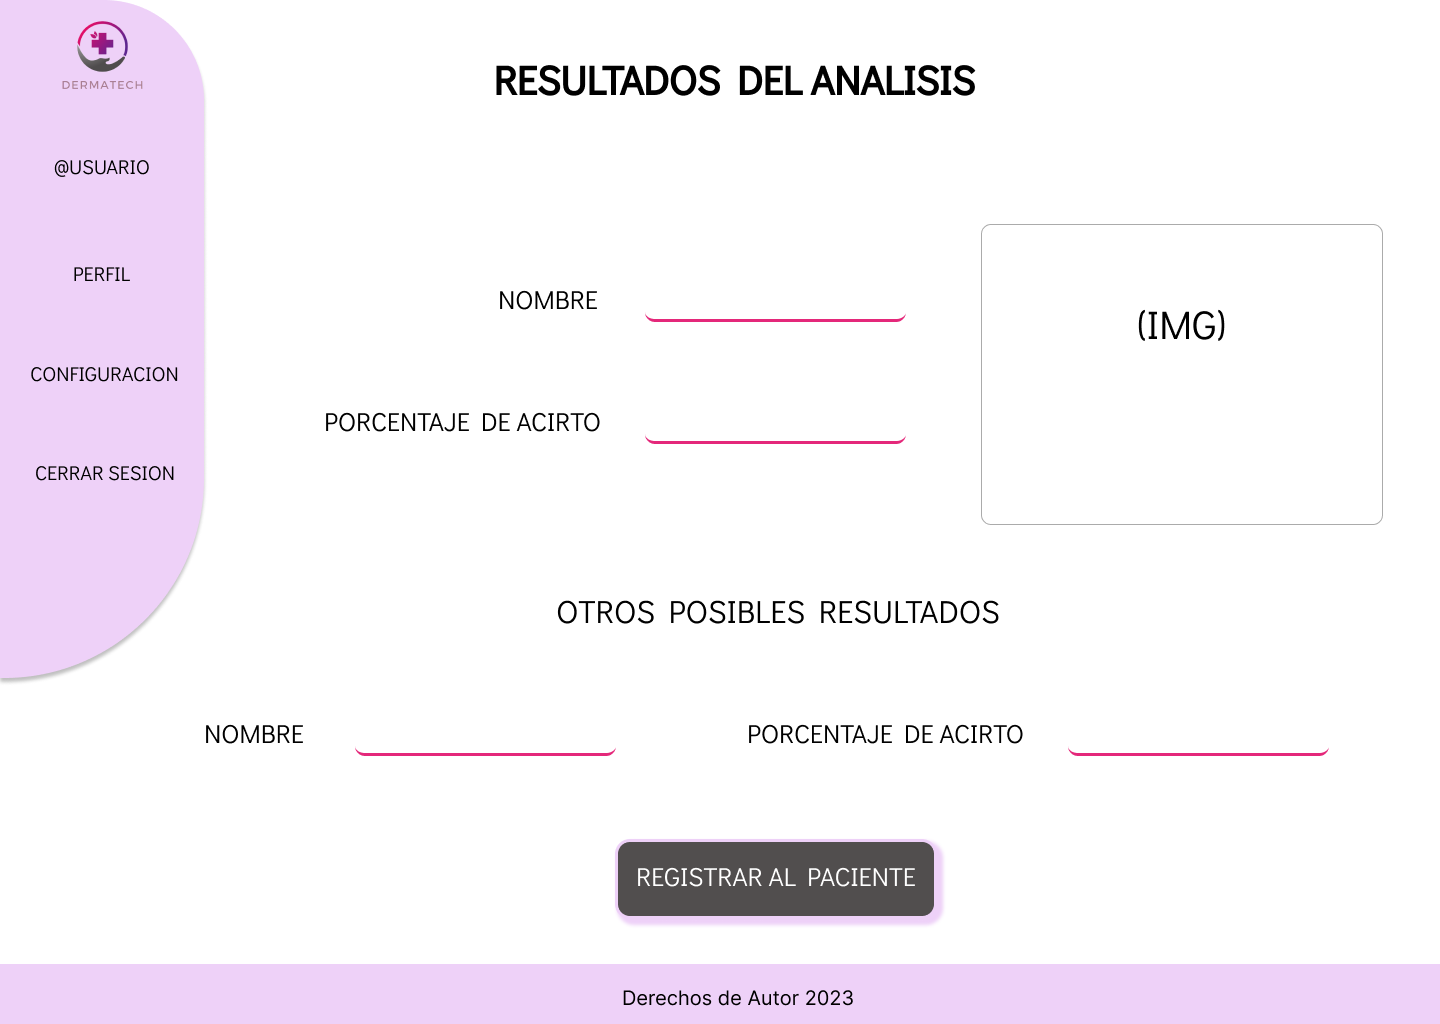 DERMATECH
@USUARIO
PERFIL
CONFIGURACION
CERRAR SESION
RESULTADOS DEL ANALISIS
NOMBRE
PORCENTAJE DE ACIRTO
(IMG)
OTROS POSIBLES RESULTADOS
NOMBRE
PORCENTAJE DE ACIRTO
REGISTRAR AL PACIENTE
Derechos de Autor 2023